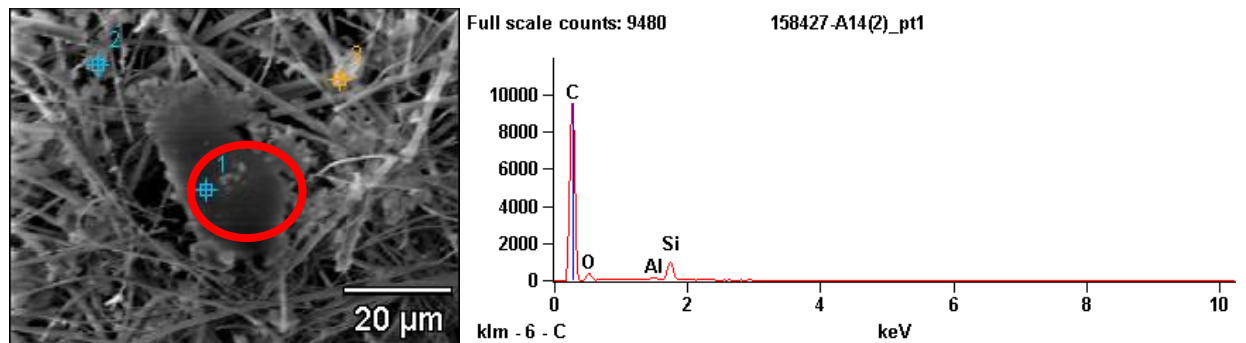 2
3
1
20 µm
Full scale counts: 9480
158427-A14(2)_pt1
10000
8000
6000
4000
2000
0
C
O
Al
Si
0
2
4
6
8
10
klm - 6 - C
keV